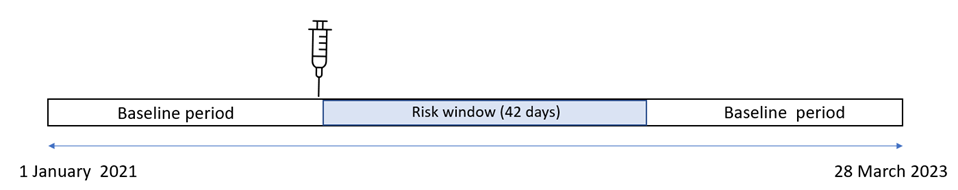 Baseline period
Risk window (42 days)
Baseline period
1 January 2021
28 March 2023